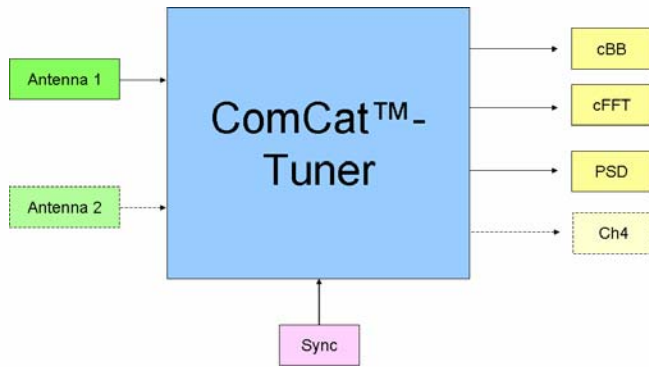 Antenna 1
Antenna 2
ComCat™-
Tuner
cBB
cFFT
PSD
Ch4
Sync